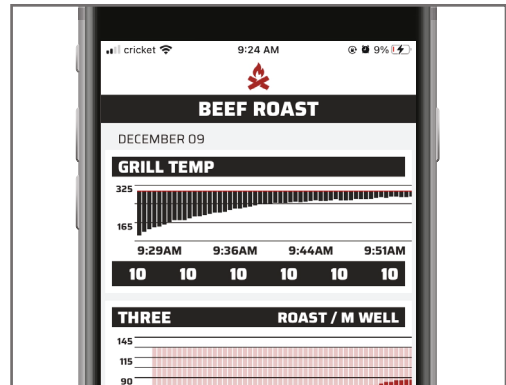 cricket 9:24 AM 9%
BEEF ROAST
DECEMBER 09
GRILL TEMP
325
165
9:29AM 9:36AM 9:44AM 9:51AM
10 10 10 10 10 10
THREE ROAST / M WELL
145
115
90